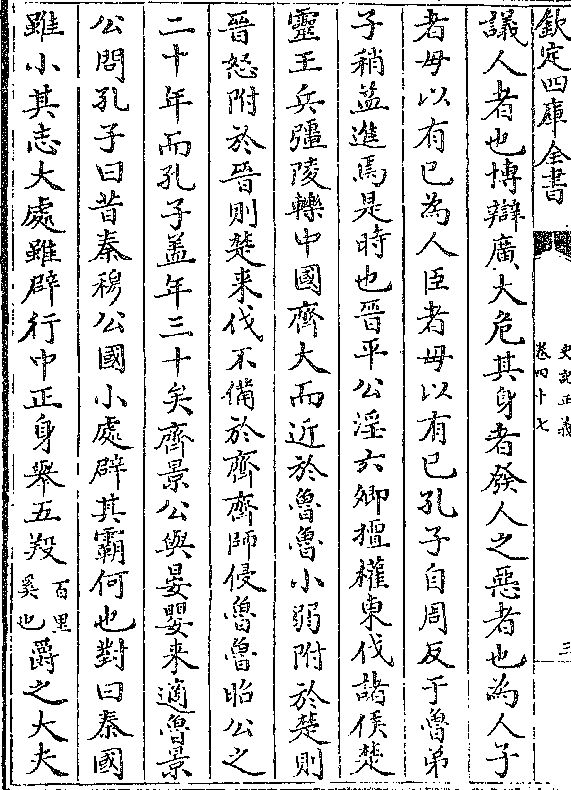 欽定四庫全書
史記正義
卷四十七
三
議人者也博辯廣大危其身者發人之惡者也為人子
者毋以有已為人臣者毋以有已孔子自周反于魯弟
子稍益進焉是時也晉平公淫六卿擅權東伐諸侯楚
靈王兵彊陵轢中國齊大而近於魯魯小弱附於楚則
晉怒附於晉則楚来伐不備於齊齊師侵魯魯昭公之
二十年而孔子盖年三十矣齊景公與晏嬰来適魯景
公問孔子曰昔秦穆公國小處辟其霸何也對曰秦國
雖小其志大處雖辟行中正身舉五羖百里奚也爵之大夫